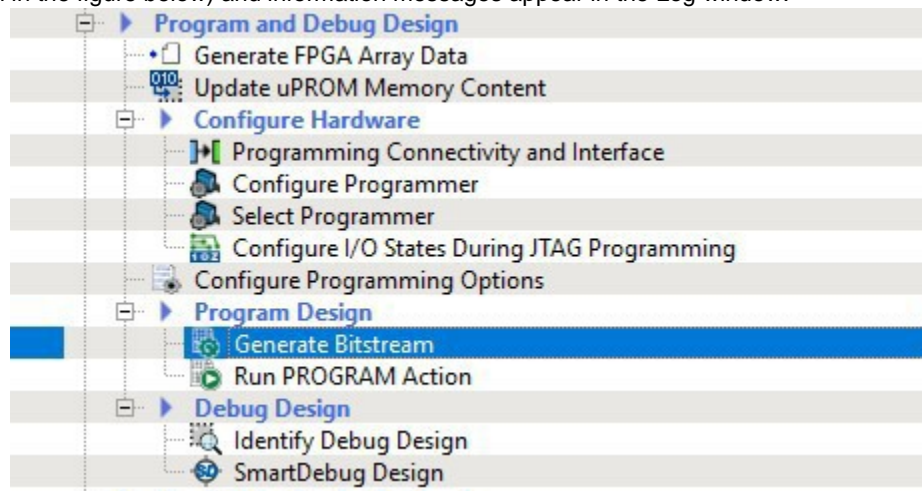 in the figure below) and information messages appear in the Log window.
Program and Debug Design
Generate FPGA Array Data
Update uPROM Memory Content
Configure Hardware
Programming Connectivity and Interface
Configure Programmer
Select Programmer
Configure I/O States During JTAG Programming
Configure Programming Options
Program Design
Generate Bitstream
Run PROGRAM Action
Debug Design
Identify Debug Design
SmartDebug Design